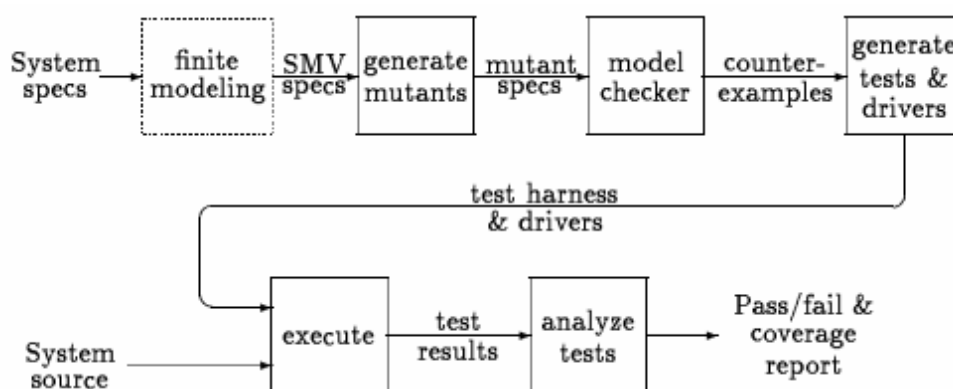 System
specs
finite
modeling
SMV
specs
generate
mutants
mutant
specs
model
checker
counter-
examples
generate
tests &
drivers
test harness
& drivers
System
source
execute
test
results
analyze
tests
Pass/fail &
coverage
report